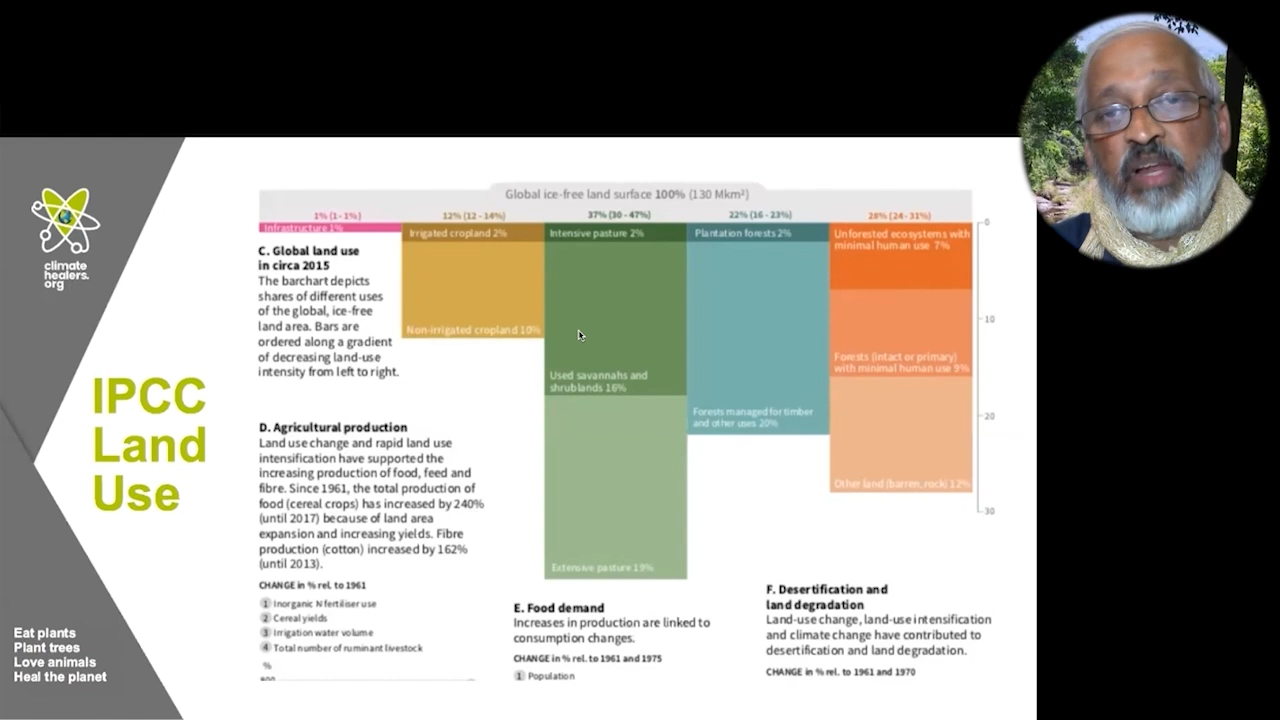 climate
healers.
org
IPCC
Land
Use
Eat plants
Plant trees
Love animals
Heal the planet
Global ice-free land surface 100% (130 Mkm²)
1% (1 - 1%)
12% (12 - 14%)
37% (30 - 47%)
22% (16 - 23%)
28% (24 - 31%)
Infrastructure 1%
Irrigated cropland 2%
Non-irrigated cropland 10%
Intensive pasture 2%
Used savannahs and
shrublands 16%
Extensive pasture 19%
Plantation forests 2%
Forests managed for timber
and other uses 20%
Unforested ecosystems with
minimal human use 7%
Forests (intact or primary)
with minimal human use 9%
Other land (barren, rock) 12%
0
10
20
30
C. Global land use
in circa 2015
The barchart depicts
shares of different uses
of the global, ice-free
land area. Bars are
ordered along a gradient
of decreasing land-use
intensity from left to right.
D. Agricultural production
Land use change and rapid land use
intensification have supported the
increasing production of food, feed and
fibre. Since 1961, the total production of
food (cereal crops) has increased by 240%
(until 2017) because of land area
expansion and increasing yields. Fibre
production (cotton) increased by 162%
(until 2013).
CHANGE in % rel. to 1961
1 Inorganic N fertiliser use
2 Cereal yields
3 Irrigation water volume
4 Total number of ruminant livestock
%
E. Food demand
Increases in production are linked to
consumption changes.
CHANGE in % rel. to 1961 and 1975
1 Population
F. Desertification and
land degradation
Land-use change, land-use intensification
and climate change have contributed to
desertification and land degradation.
CHANGE in % rel. to 1961 and 1970